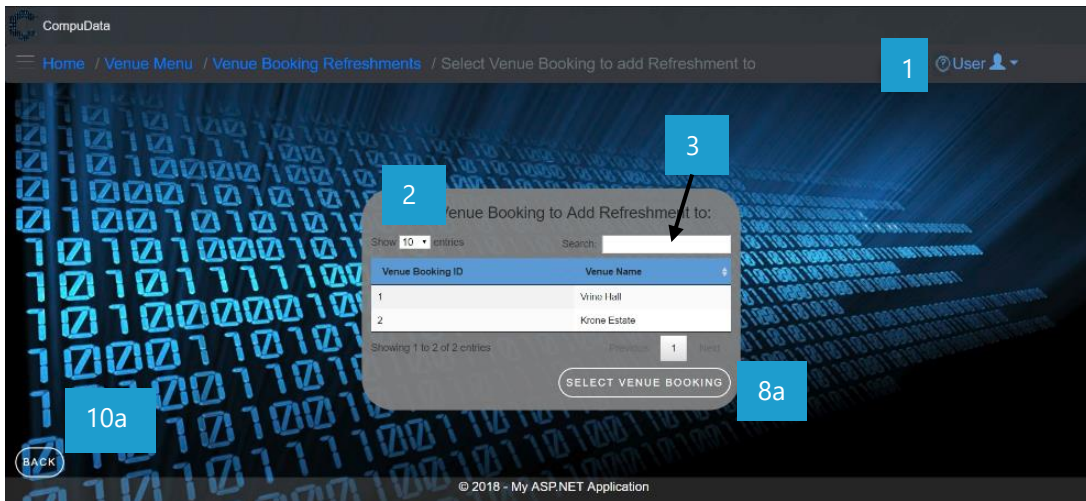 CompuData
Home / Venue Menu / Venue Booking Refreshments / Select Venue Booking to add Refreshment to
1
User
2
3
Venue Booking to Add Refreshment to:
Show 10 entries
Search:
Venue Booking ID Venue Name
1 Vrine Hall
2 Krone Estate
Showing 1 to 2 of 2 entries
Previous 1 Next
SELECT VENUE BOOKING
8a
10a
BACK
© 2018 - My ASP.NET Application